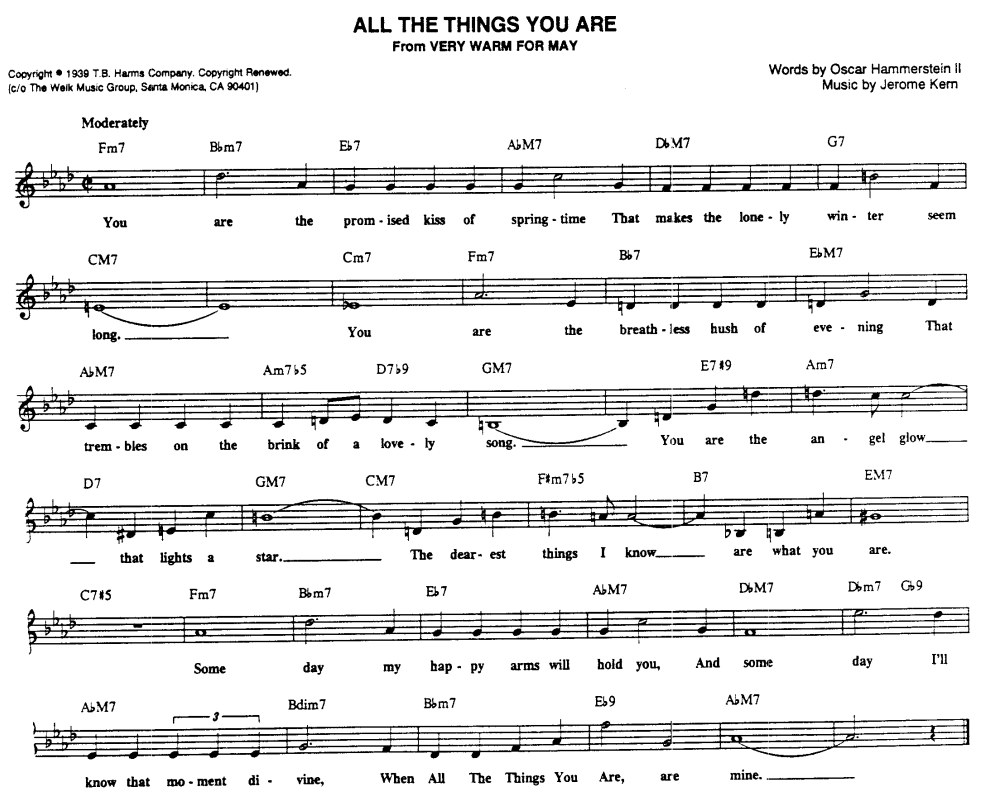 ALL THE THINGS YOU ARE
From VERY WARM FOR MAY
Copyright © 1939 T.B. Harms Company. Copyright Renewed.
(c/o The Welk Music Group, Santa Monica, CA 90401)
Words by Oscar Hammerstein II
Music by Jerome Kern
Moderately
Fm7 B♭m7 E♭7 A♭M7 D♭M7 G7
You are the prom - ised kiss of spring - time That makes the lone - ly win - ter seem
CM7 Cm7 Fm7 B♭7 E♭M7
long. You are the breath - less hush of eve - ning That
A♭M7 Am7♭5 D7♭9 GM7 E7#9 Am7
trem - bles on the brink of a love - ly song. You are the an - gel glow
D7 GM7 CM7 F#m7♭5 B7 EM7
that lights a star. The dear - est things I know are what you are.
C7#5 Fm7 B♭m7 E♭7 A♭M7 D♭M7 D♭m7 G♭9
Some day my hap - py arms will hold you, And some day I'll
A♭M7 3 Bdim7 B♭m7 E♭9 A♭M7
know that mo - ment di - vine, When All The Things You Are, are mine.